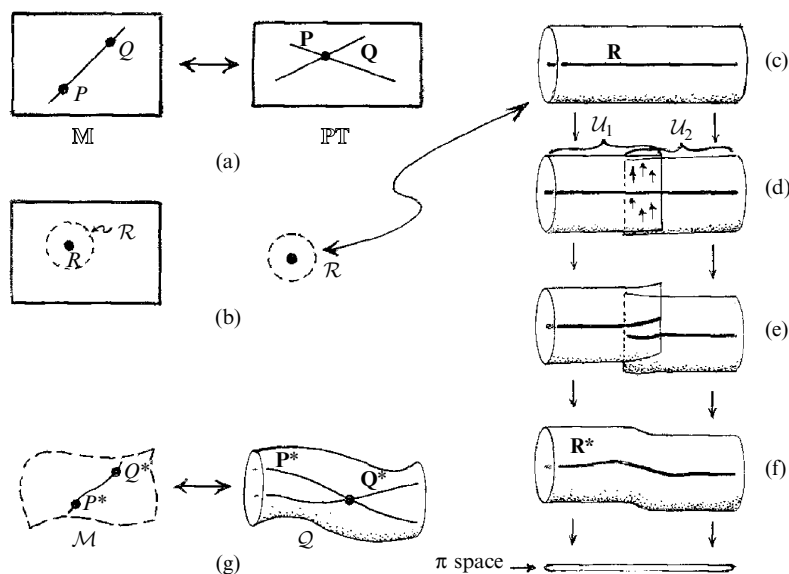 P
Q
𝕄
P
Q
ℙ𝕋
(a)
R
ℛ
ℛ
(b)
R
(c)
𝒰1
𝒰2
(d)
(e)
R*
(f)
π space
P*
Q*
ℳ
P*
Q*
𝒬
(g)